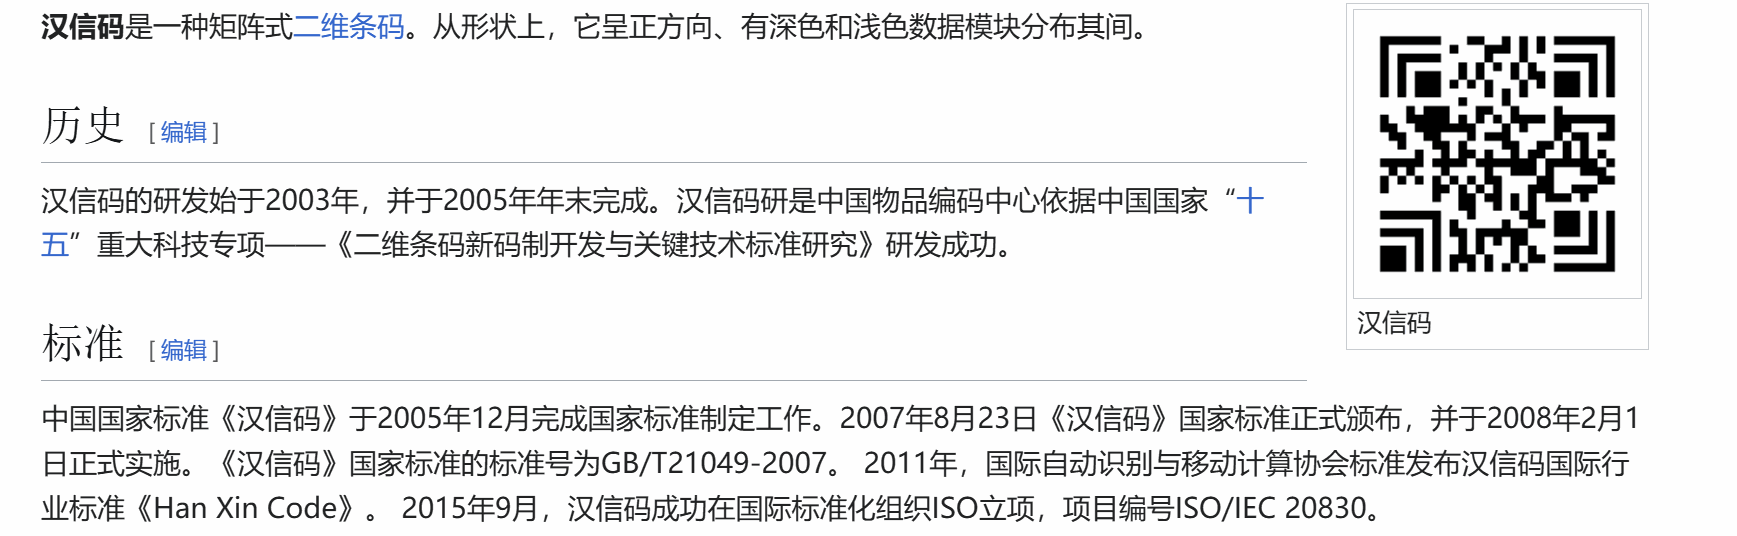 汉信码是一种矩阵式二维条码。从形状上，它呈正方向、有深色和浅色数据模块分布其间。
历史 [编辑]
汉信码的研发始于2003年，并于2005年年末完成。汉信码研是中国物品编码中心依据中国国家“十
五”重大科技专项——《二维条码新码制开发与关键技术标准研究》研发成功。
标准 [编辑]
中国国家标准《汉信码》于2005年12月完成国家标准制定工作。2007年8月23日《汉信码》国家标准正式颁布，并于2008年2月1
日正式实施。《汉信码》国家标准的标准号为GB/T21049-2007。 2011年，国际自动识别与移动计算协会标准发布汉信码国际行
业标准《Han Xin Code》。 2015年9月，汉信码成功在国际标准化组织ISO立项，项目编号ISO/IEC 20830。
汉信码